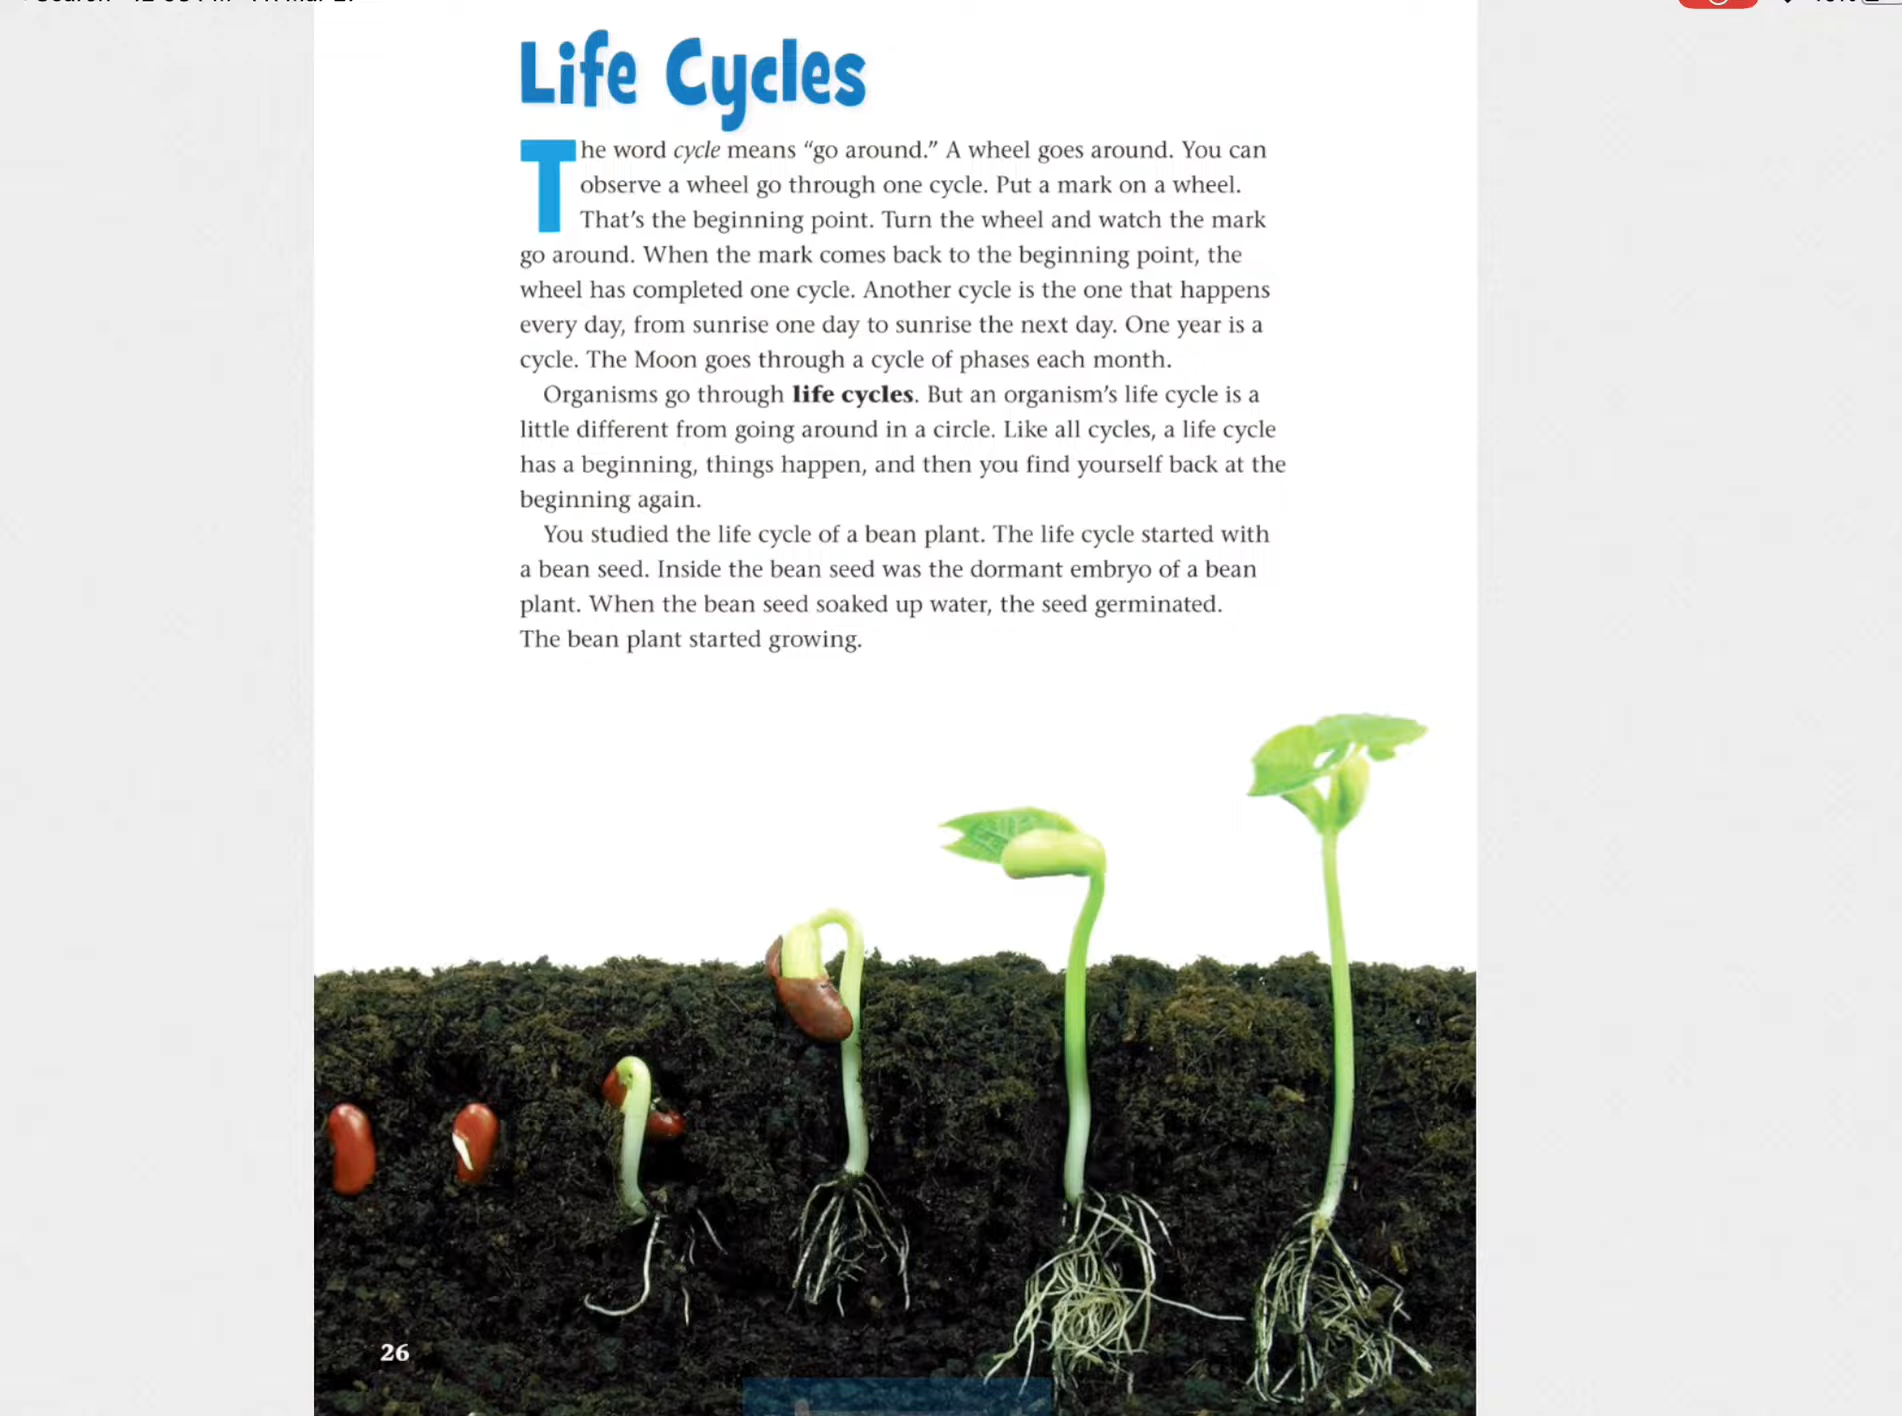 Life Cycles
The word cycle means “go around.” A wheel goes around. You can
observe a wheel go through one cycle. Put a mark on a wheel.
That’s the beginning point. Turn the wheel and watch the mark
go around. When the mark comes back to the beginning point, the
wheel has completed one cycle. Another cycle is the one that happens
every day, from sunrise one day to sunrise the next day. One year is a
cycle. The Moon goes through a cycle of phases each month.
Organisms go through life cycles. But an organism’s life cycle is a
little different from going around in a circle. Like all cycles, a life cycle
has a beginning, things happen, and then you find yourself back at the
beginning again.
You studied the life cycle of a bean plant. The life cycle started with
a bean seed. Inside the bean seed was the dormant embryo of a bean
plant. When the bean seed soaked up water, the seed germinated.
The bean plant started growing.
26